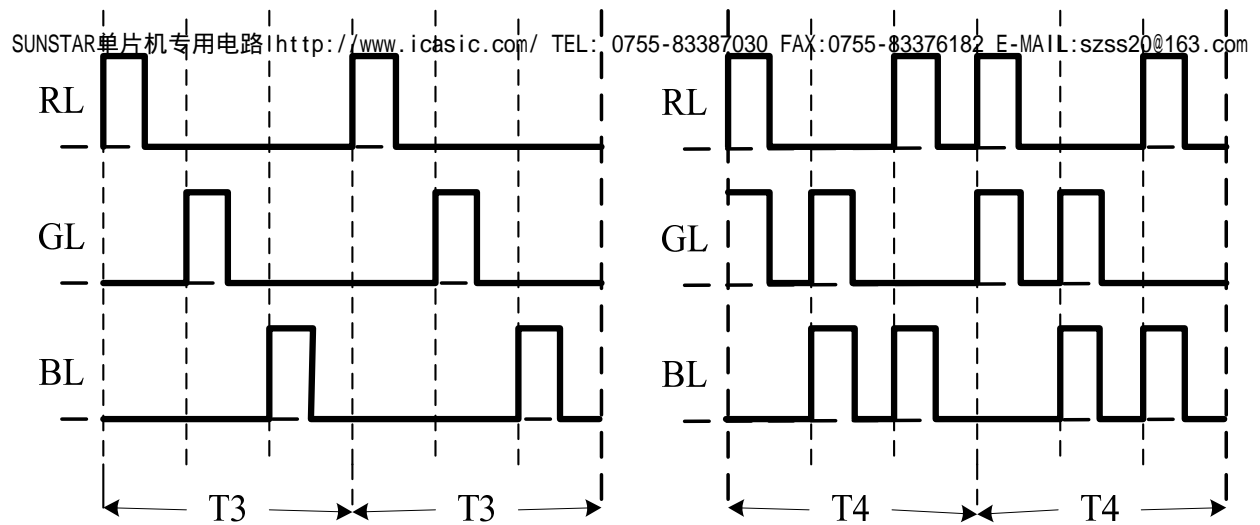 SUNSTAR单片机专用电路 http://www.icasic.com/ TEL: 0755-83387030 FAX:0755-83376182 E-MAIL:szss20@163.com
RL
RL
GL
GL
BL
BL
T3
T3
T4
T4